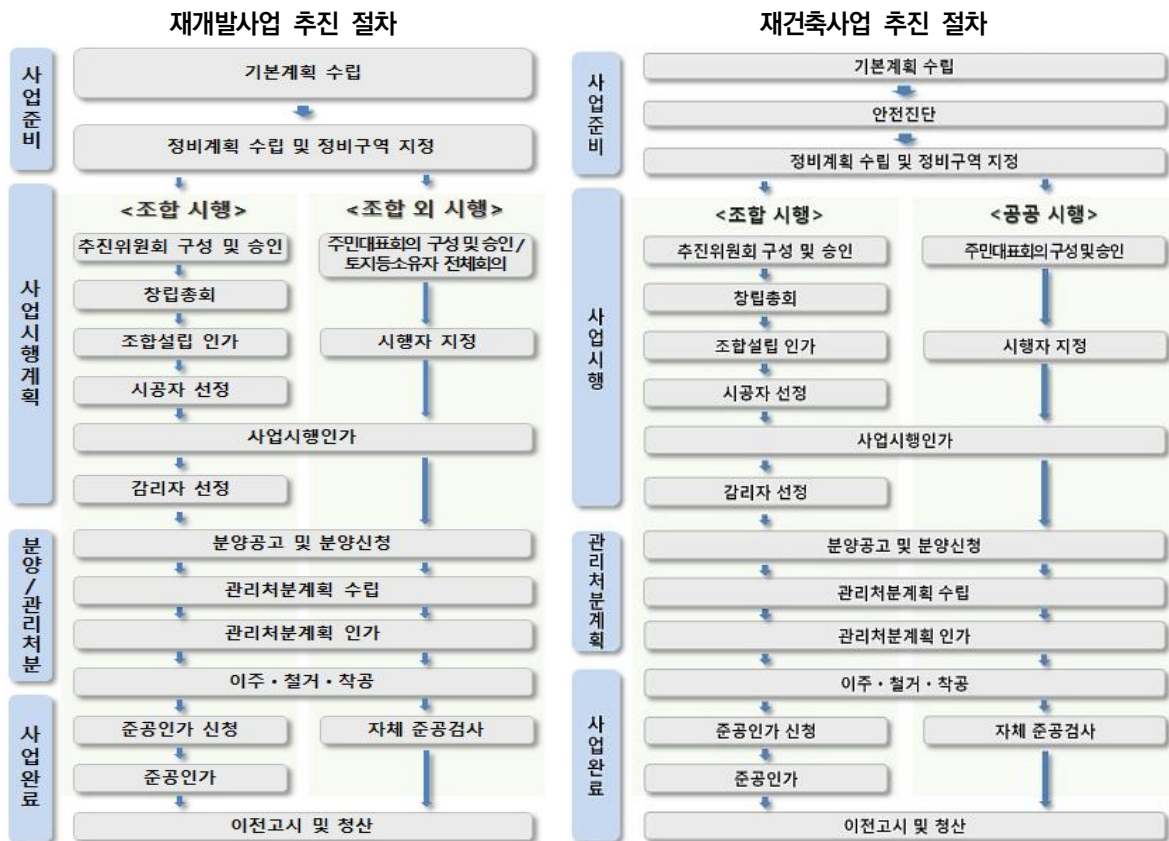 재개발사업 추진 절차
사업준비
기본계획 수립
정비계획 수립 및 정비구역 지정
사업시행계획
<조합 시행>
<조합 외 시행>
추진위원회 구성 및 승인
주민대표회의 구성 및 승인 /
토지등소유자 전체회의
창립총회
조합설립 인가
시행자 지정
시공자 선정
사업시행인가
감리자 선정
분양/관리처분
분양공고 및 분양신청
관리처분계획 수립
관리처분계획 인가
이주・철거・착공
사업완료
준공인가 신청
자체 준공검사
준공인가
이전고시 및 청산
재건축사업 추진 절차
사업준비
기본계획 수립
안전진단
정비계획 수립 및 정비구역 지정
사업시행
<조합 시행>
<공공 시행>
추진위원회 구성 및 승인
주민대표회의 구성 및 승인
창립총회
조합설립 인가
시행자 지정
시공자 선정
사업시행인가
감리자 선정
관리처분계획
분양공고 및 분양신청
관리처분계획 수립
관리처분계획 인가
이주・철거・착공
사업완료
준공인가 신청
자체 준공검사
준공인가
이전고시 및 청산